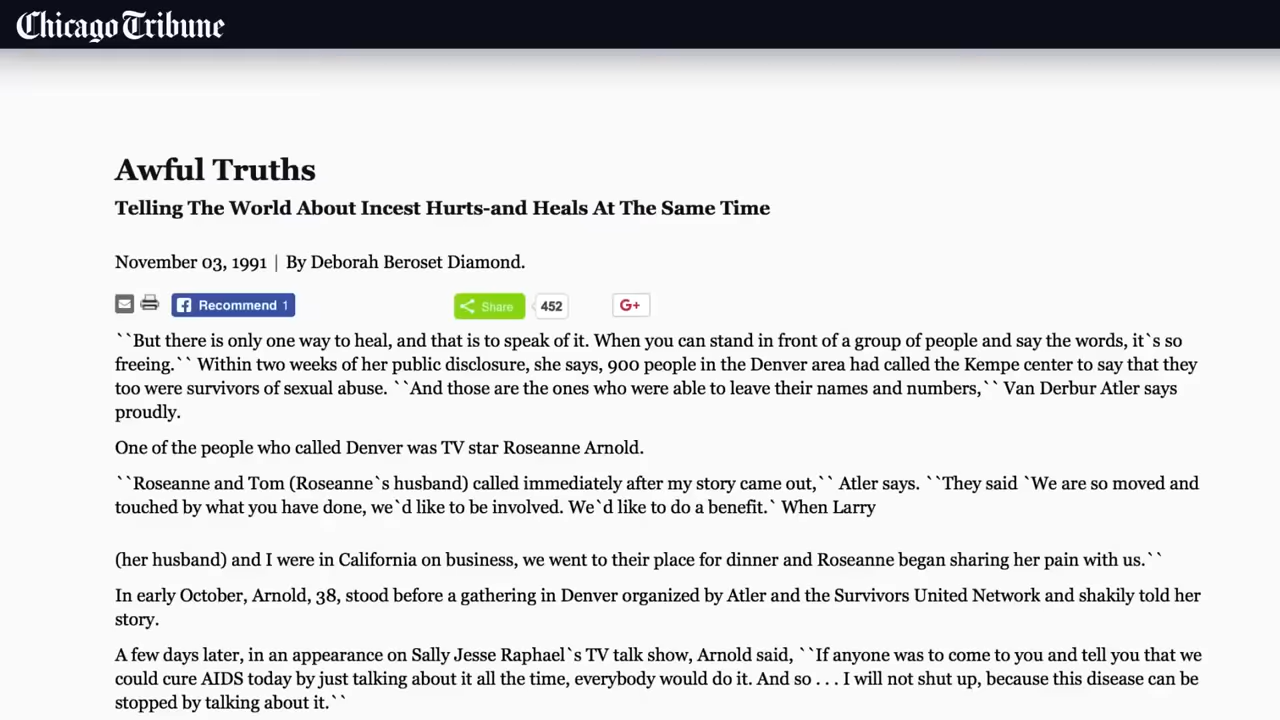 Chicago Tribune
Awful Truths
Telling The World About Incest Hurts-and Heals At The Same Time
November 03, 1991 | By Deborah Beroset Diamond.
Recommend 1
Share
452
G+
``But there is only one way to heal, and that is to speak of it. When you can stand in front of a group of people and say the words, it`s so
freeing.`` Within two weeks of her public disclosure, she says, 900 people in the Denver area had called the Kempe center to say that they
too were survivors of sexual abuse. ``And those are the ones who were able to leave their names and numbers,`` Van Derbur Atler says
proudly.
One of the people who called Denver was TV star Roseanne Arnold.
``Roseanne and Tom (Roseanne`s husband) called immediately after my story came out,`` Atler says. ``They said `We are so moved and
touched by what you have done, we`d like to be involved. We`d like to do a benefit.` When Larry
(her husband) and I were in California on business, we went to their place for dinner and Roseanne began sharing her pain with us.``
In early October, Arnold, 38, stood before a gathering in Denver organized by Atler and the Survivors United Network and shakily told her
story.
A few days later, in an appearance on Sally Jesse Raphael`s TV talk show, Arnold said, ``If anyone was to come to you and tell you that we
could cure AIDS today by just talking about it all the time, everybody would do it. And so . . . I will not shut up, because this disease can be
stopped by talking about it.``